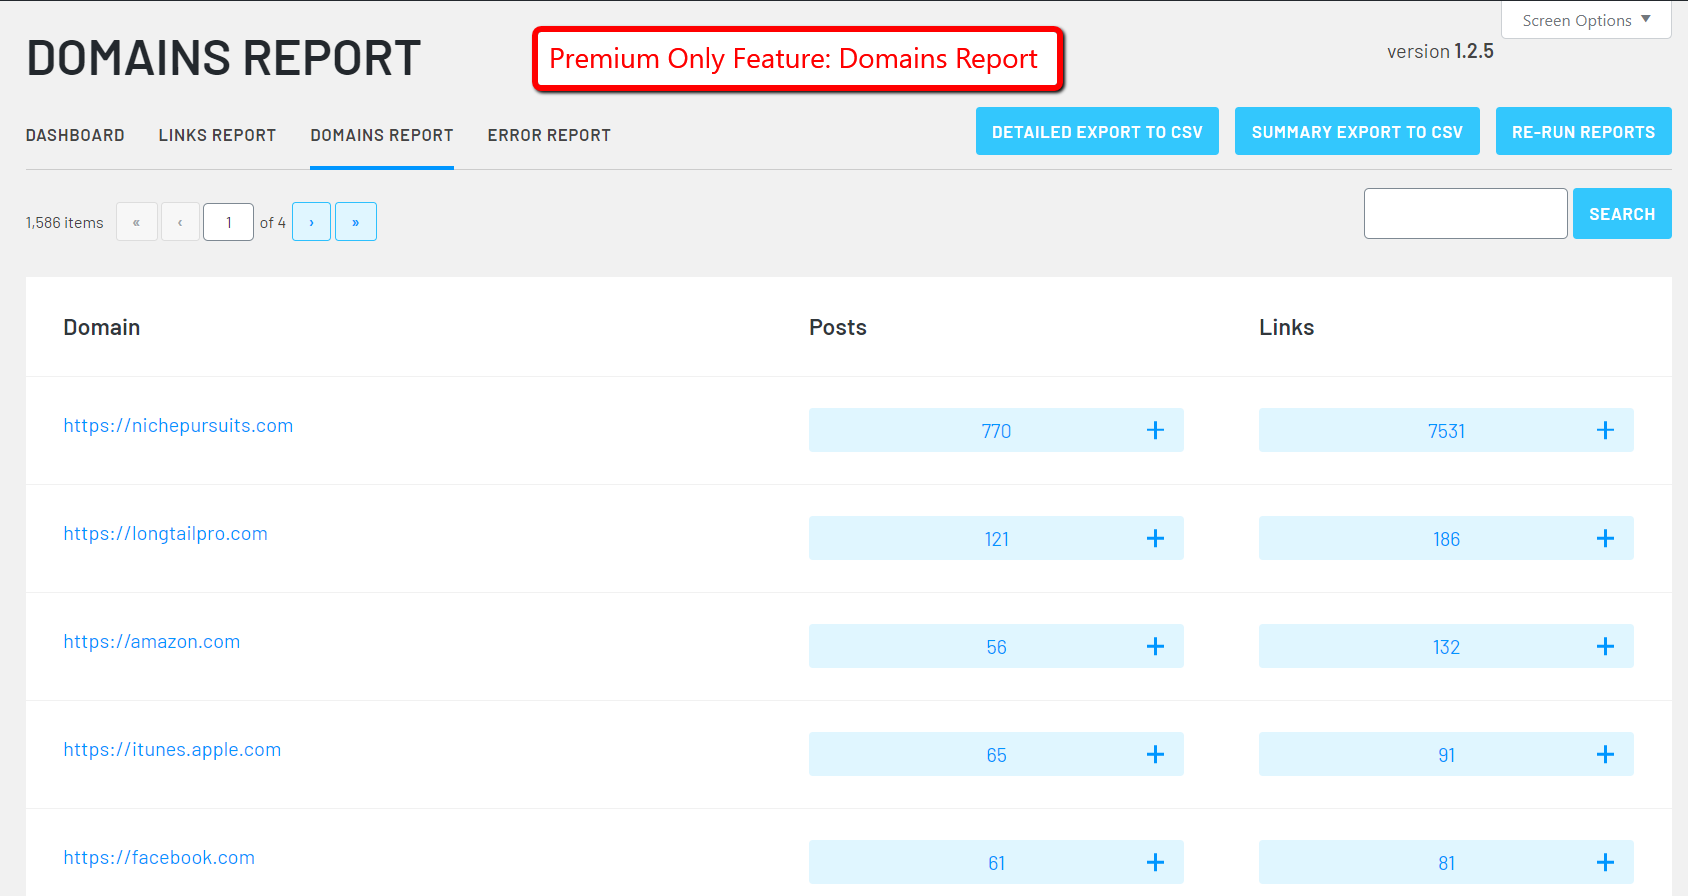 Screen Options ▼
DOMAINS REPORT
Premium Only Feature: Domains Report
version 1.2.5
DASHBOARD LINKS REPORT DOMAINS REPORT ERROR REPORT
DETAILED EXPORT TO CSV SUMMARY EXPORT TO CSV RE-RUN REPORTS
1,586 items « ‹ 1 of 4 › » SEARCH
Domain Posts Links
https://nichepursuits.com 770 + 7531 +
https://longtailpro.com 121 + 186 +
https://amazon.com 56 + 132 +
https://itunes.apple.com 65 + 91 +
https://facebook.com 61 + 81 +